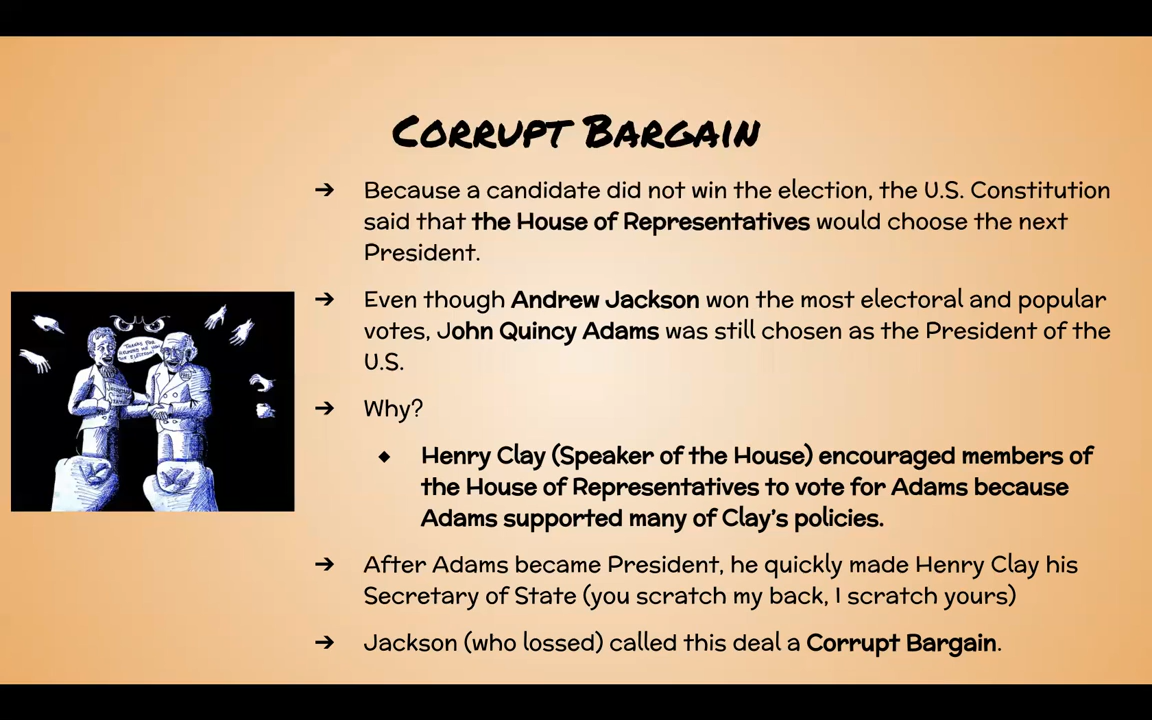 Corrupt Bargain
➔ Because a candidate did not win the election, the U.S. Constitution
said that the House of Representatives would choose the next
President.
➔ Even though Andrew Jackson won the most electoral and popular
votes, John Quincy Adams was still chosen as the President of the
U.S.
➔ Why?
◆ Henry Clay (Speaker of the House) encouraged members of
the House of Representatives to vote for Adams because
Adams supported many of Clay's policies.
➔ After Adams became President, he quickly made Henry Clay his
Secretary of State (you scratch my back, I scratch yours)
➔ Jackson (who lossed) called this deal a Corrupt Bargain.